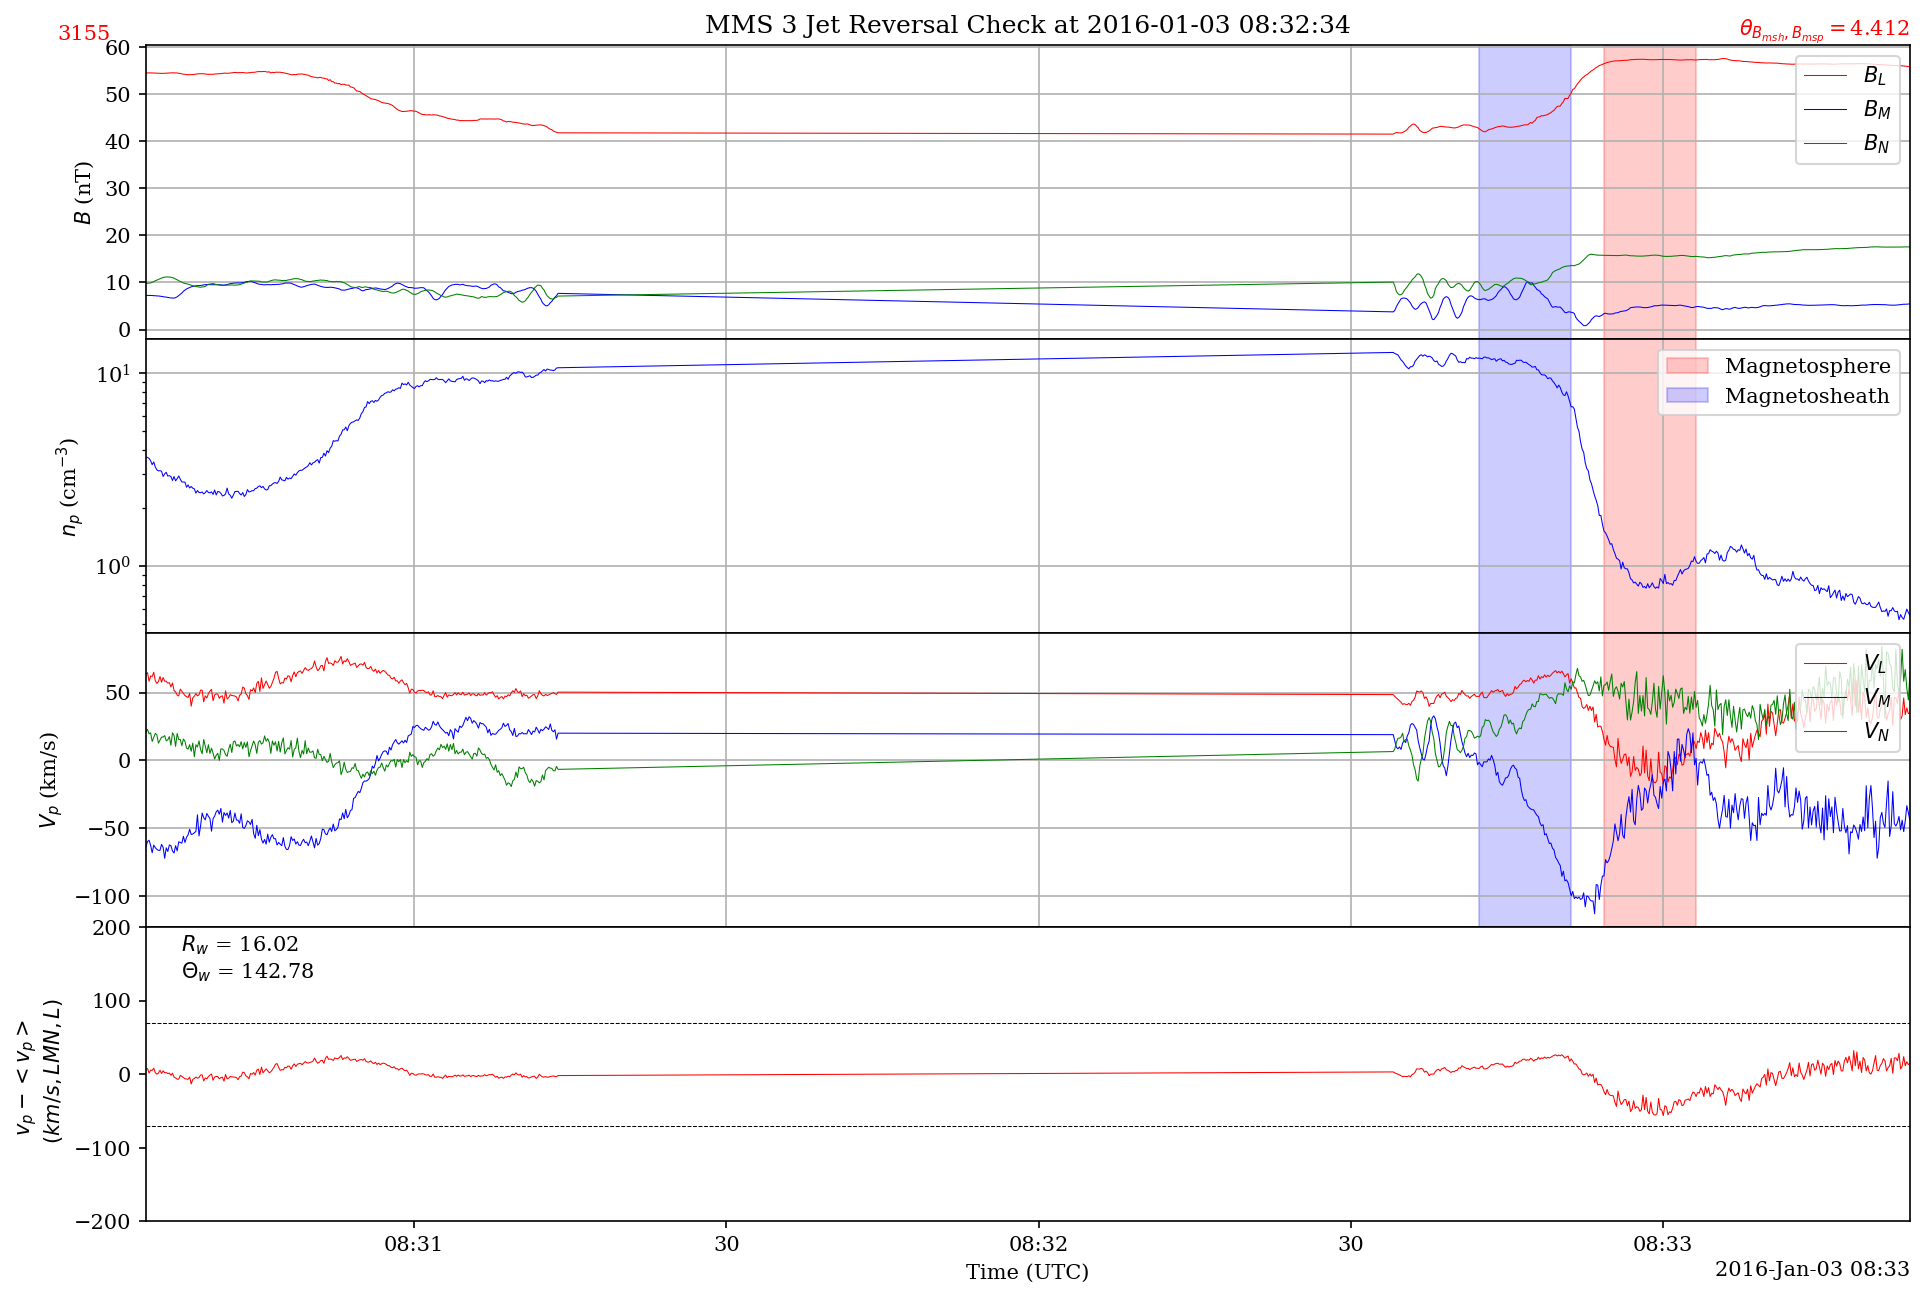 MMS 3 Jet Reversal Check at 2016-01-03 08:32:34
3155
θ_{B_{msh}, B_{msp}} = 4.412
60
50
40
30
20
10
0
B (nT)
B_L
B_M
B_N
10^1
10^0
n_p (cm^{−3})
Magnetosphere
Magnetosheath
50
0
−50
−100
V_p (km/s)
V_L
V_M
V_N
200
100
0
−100
−200
v_p − < v_p >
(km/s, LMN, L)
R_w = 16.02
Θ_w = 142.78
08:31
30
08:32
30
08:33
Time (UTC)
2016-Jan-03 08:33